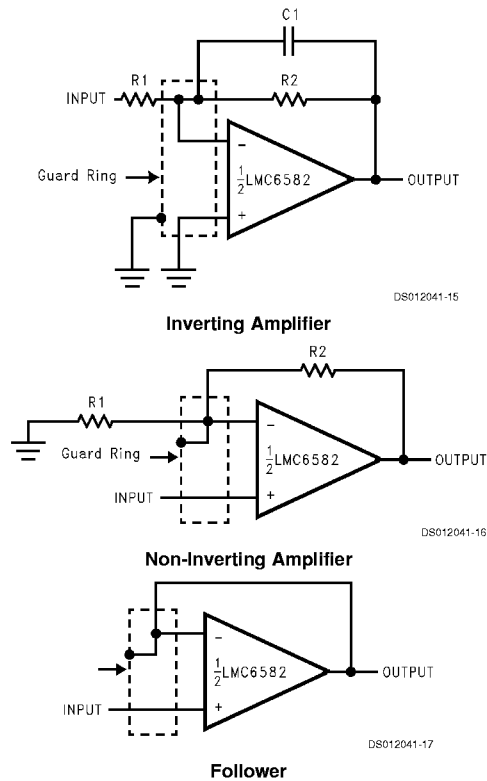 C1
R1
R2
INPUT
−
Guard Ring
1/2 LMC6582
OUTPUT
+
DS012041-15
Inverting Amplifier
R2
R1
−
Guard Ring
1/2 LMC6582
OUTPUT
INPUT
+
DS012041-16
Non-Inverting Amplifier
−
1/2 LMC6582
OUTPUT
INPUT
+
DS012041-17
Follower